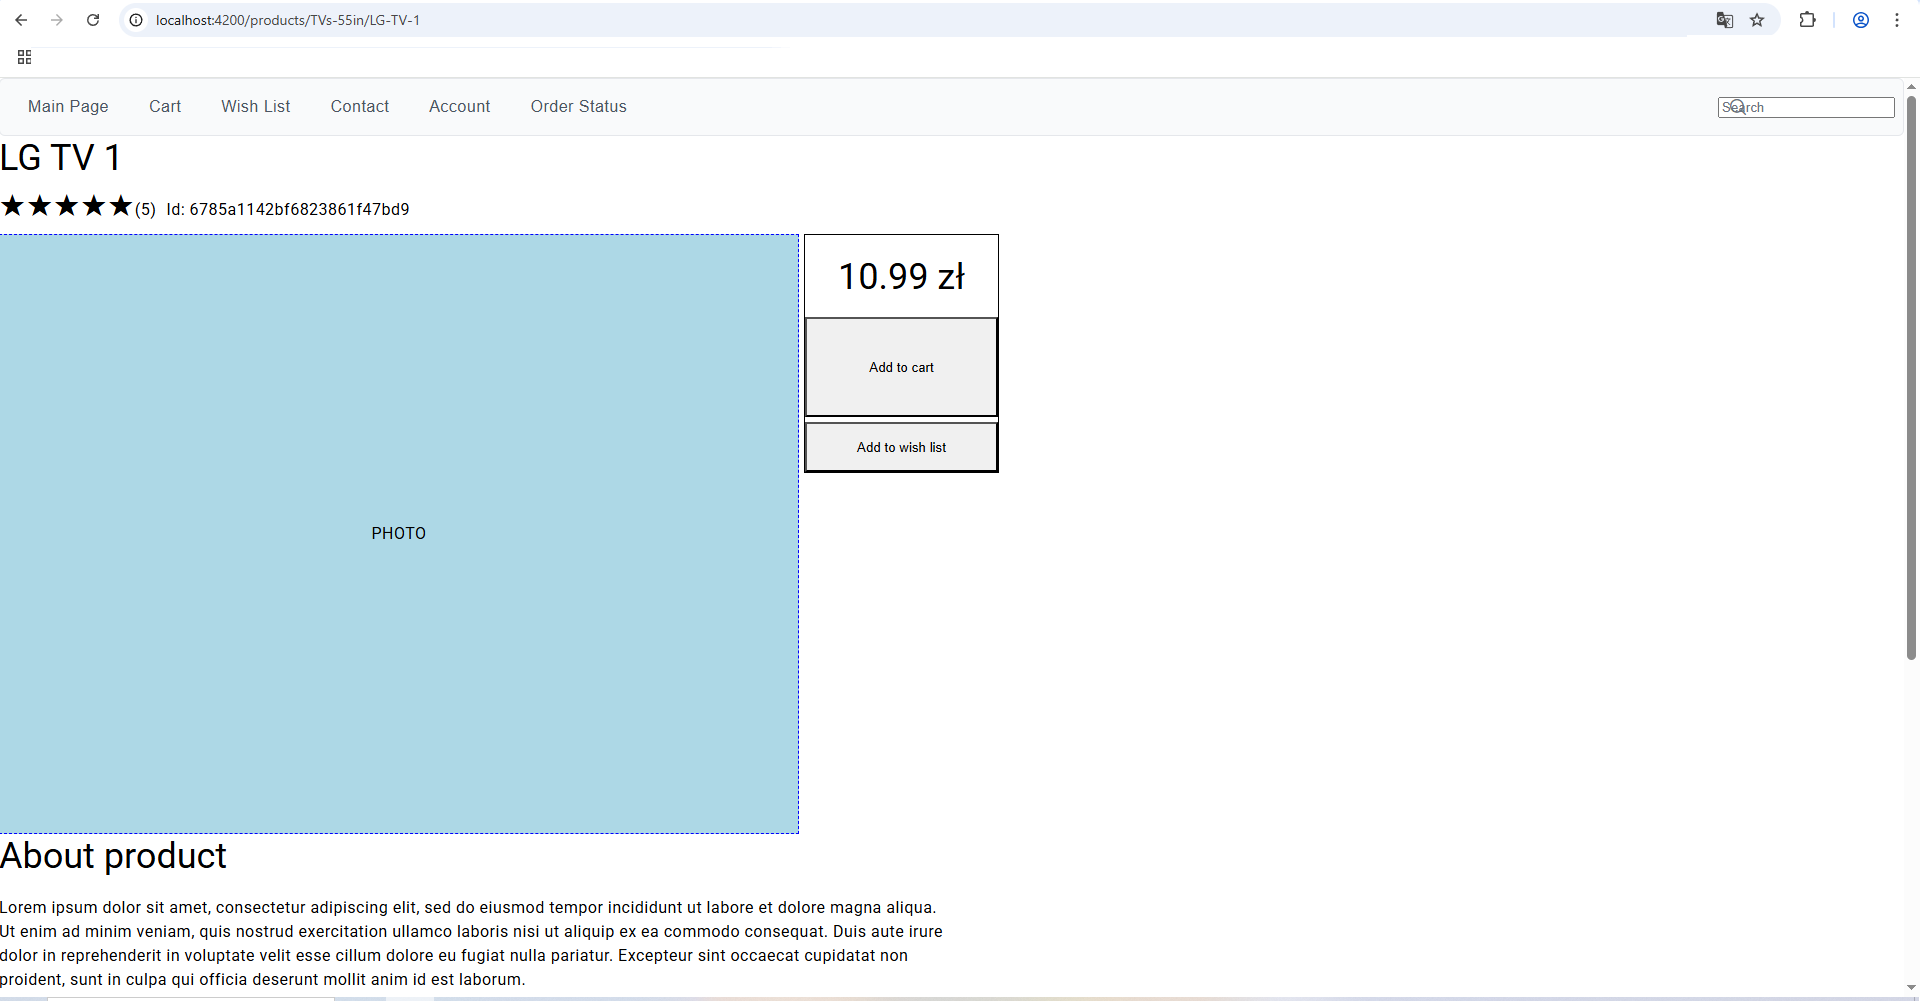 localhost:4200/products/TVs-55in/LG-TV-1
Main Page Cart Wish List Contact Account Order Status Search
LG TV 1
★★★★★(5) Id: 6785a1142bf6823861f47bd9
10.99 zł
Add to cart
Add to wish list
PHOTO
About product
Lorem ipsum dolor sit amet, consectetur adipiscing elit, sed do eiusmod tempor incididunt ut labore et dolore magna aliqua.
Ut enim ad minim veniam, quis nostrud exercitation ullamco laboris nisi ut aliquip ex ea commodo consequat. Duis aute irure
dolor in reprehenderit in voluptate velit esse cillum dolore eu fugiat nulla pariatur. Excepteur sint occaecat cupidatat non
proident, sunt in culpa qui officia deserunt mollit anim id est laborum.